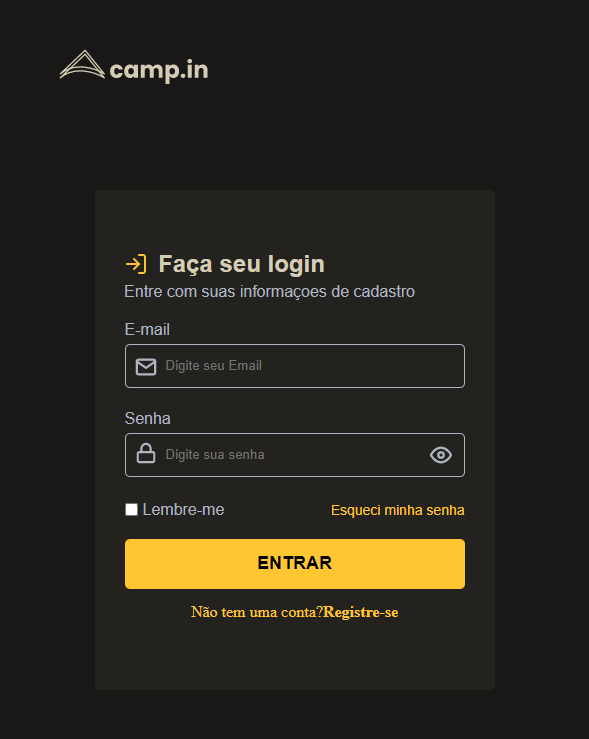 camp.in
Faça seu login
Entre com suas informaçoes de cadastro
E-mail
Digite seu Email
Senha
Digite sua senha
Lembre-me Esqueci minha senha
ENTRAR
Não tem uma conta?Registre-se